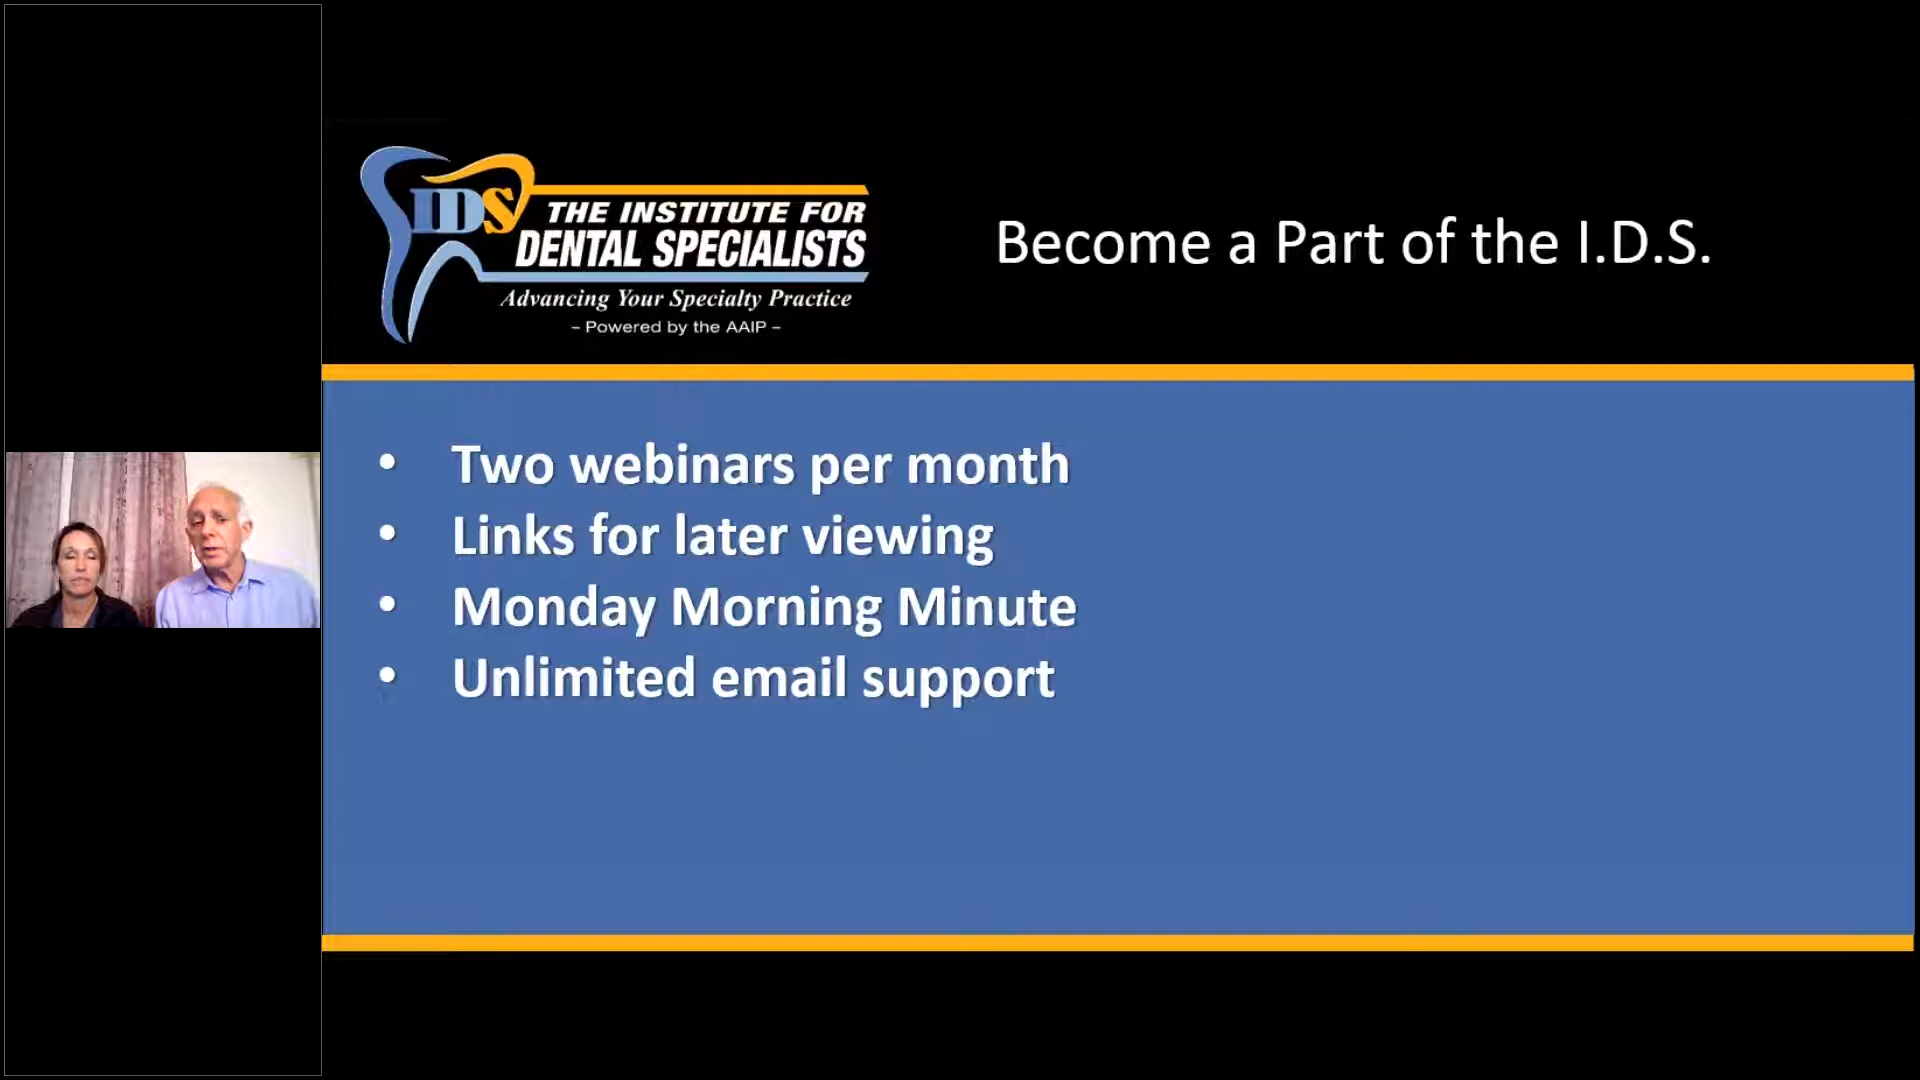 IDS
THE INSTITUTE FOR
DENTAL SPECIALISTS
Advancing Your Specialty Practice
– Powered by the AAIP –
Become a Part of the I.D.S.
• Two webinars per month
• Links for later viewing
• Monday Morning Minute
• Unlimited email support